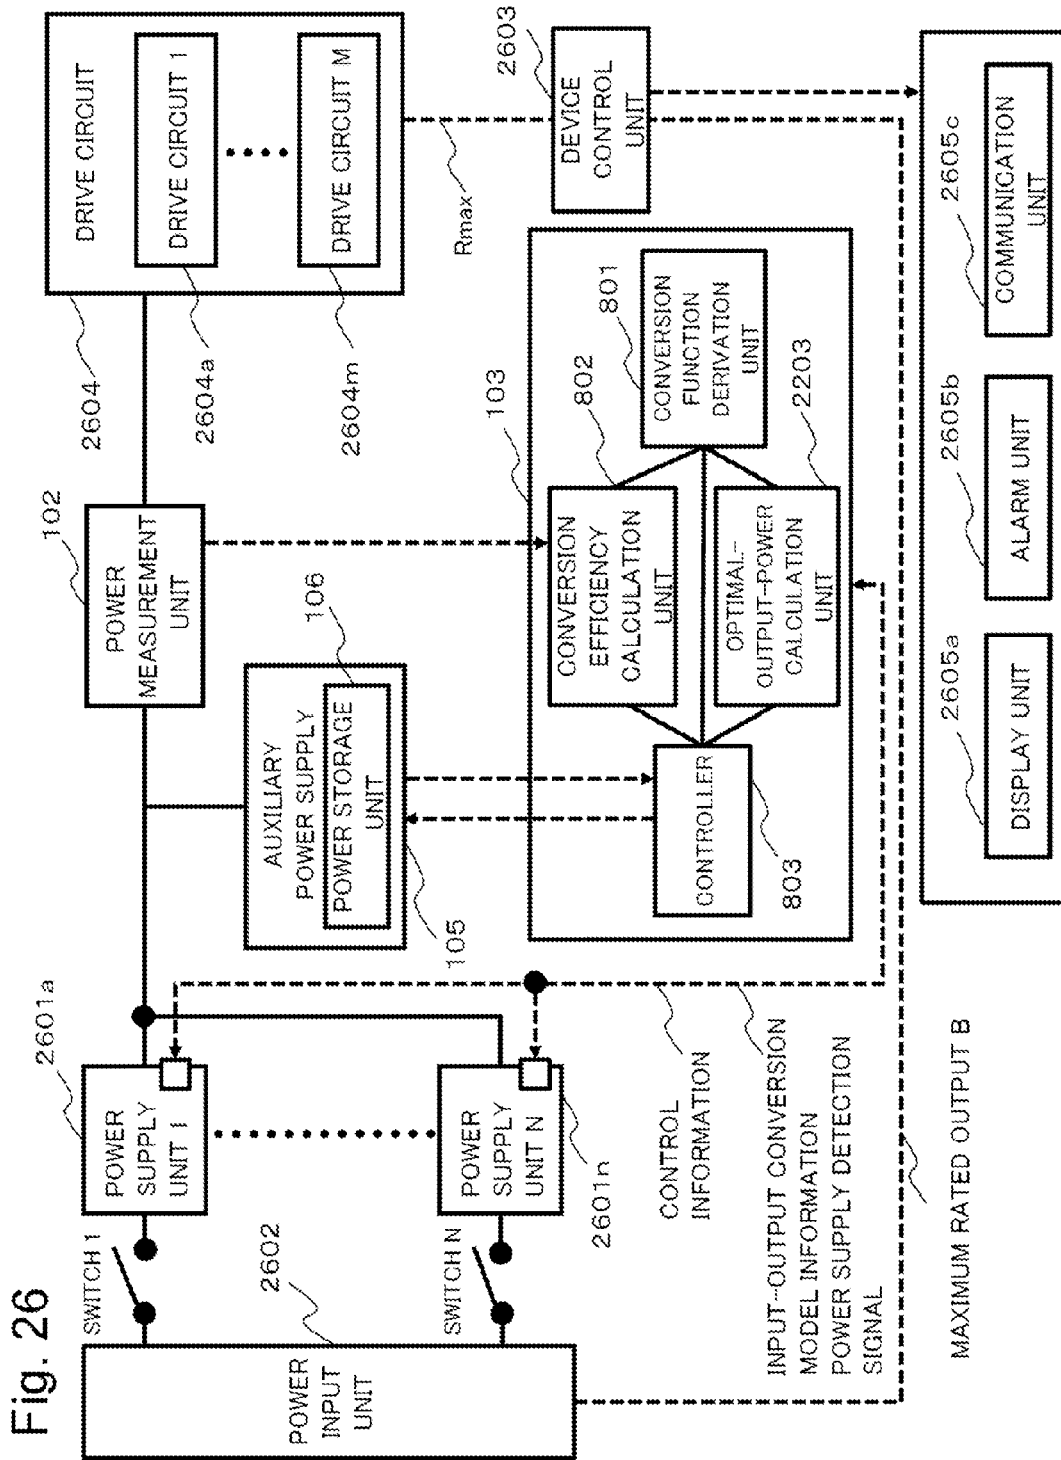 Fig. 26
POWER
INPUT
UNIT
2602
SWITCH 1
SWITCH N
POWER
SUPPLY
UNIT 1
2601a
POWER
SUPPLY
UNIT N
2601n
AUXILIARY
POWER SUPPLY
POWER STORAGE
UNIT
106
105
POWER
MEASUREMENT
UNIT
102
DRIVE CIRCUIT
DRIVE CIRCUIT 1
DRIVE CIRCUIT M
2604
2604a
2604m
Rmax
DEVICE
CONTROL
UNIT
2603
103
CONVERSION
EFFICIENCY
CALCULATION
UNIT
802
CONVERSION
FUNCTION
DERIVATION
UNIT
801
OPTIMAL-
OUTPUT-POWER
CALCULATION
UNIT
2203
CONTROLLER
803
CONTROL
INFORMATION
INPUT-OUTPUT CONVERSION
MODEL INFORMATION
POWER SUPPLY DETECTION
SIGNAL
MAXIMUM RATED OUTPUT B
2605a
DISPLAY UNIT
2605b
ALARM UNIT
2605c
COMMUNICATION
UNIT